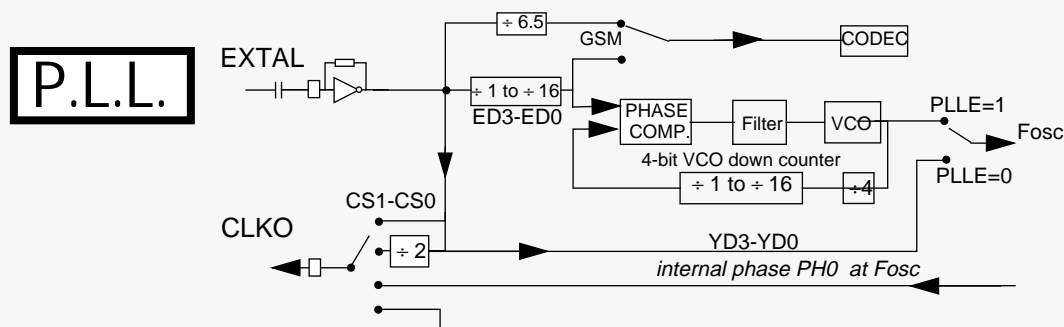 P.L.L.
EXTAL
÷ 6.5
GSM
CODEC
÷ 1 to ÷ 16
ED3-ED0
PHASE
COMP.
Filter
VCO
PLLE=1
Fosc
PLLE=0
4-bit VCO down counter
÷ 1 to ÷ 16
÷4
CS1-CS0
CLKO
÷ 2
YD3-YD0
internal phase PH0 at Fosc